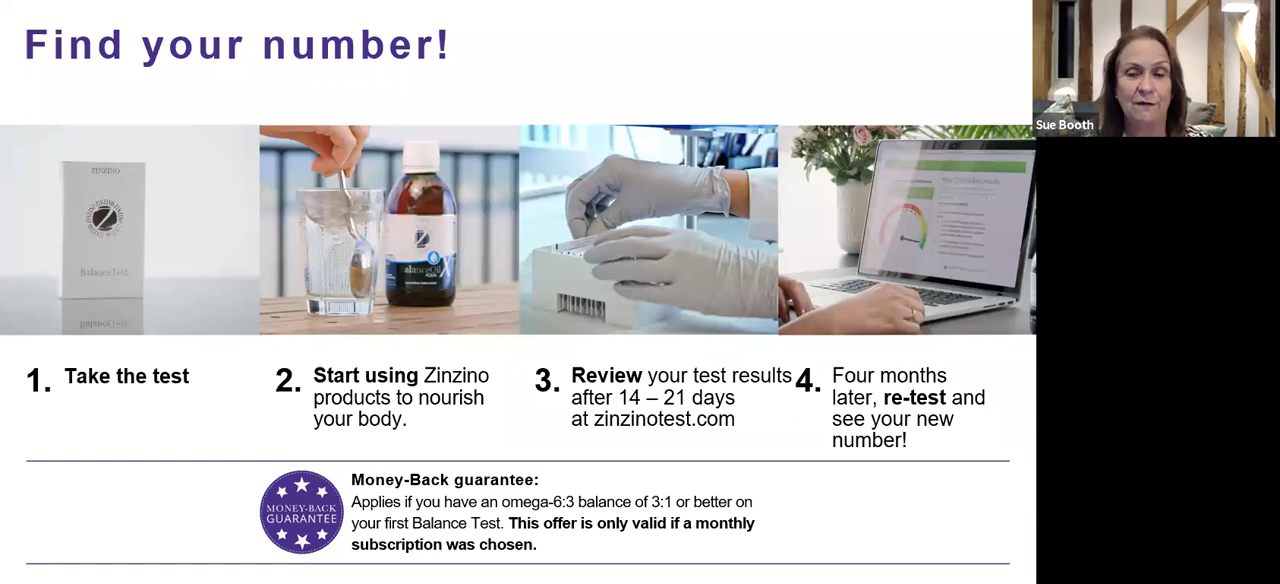 Find your number!
Sue Booth
ZINZINO
BalanceTest
alanceOil
AQUA
1. Take the test
2. Start using Zinzino
products to nourish
your body.
3. Review your test results
after 14 – 21 days
at zinzinotest.com
4. Four months
later, re-test and
see your new
number!
MONEY-BACK
GUARANTEE
Money-Back guarantee:
Applies if you have an omega-6:3 balance of 3:1 or better on
your first Balance Test. This offer is only valid if a monthly
subscription was chosen.